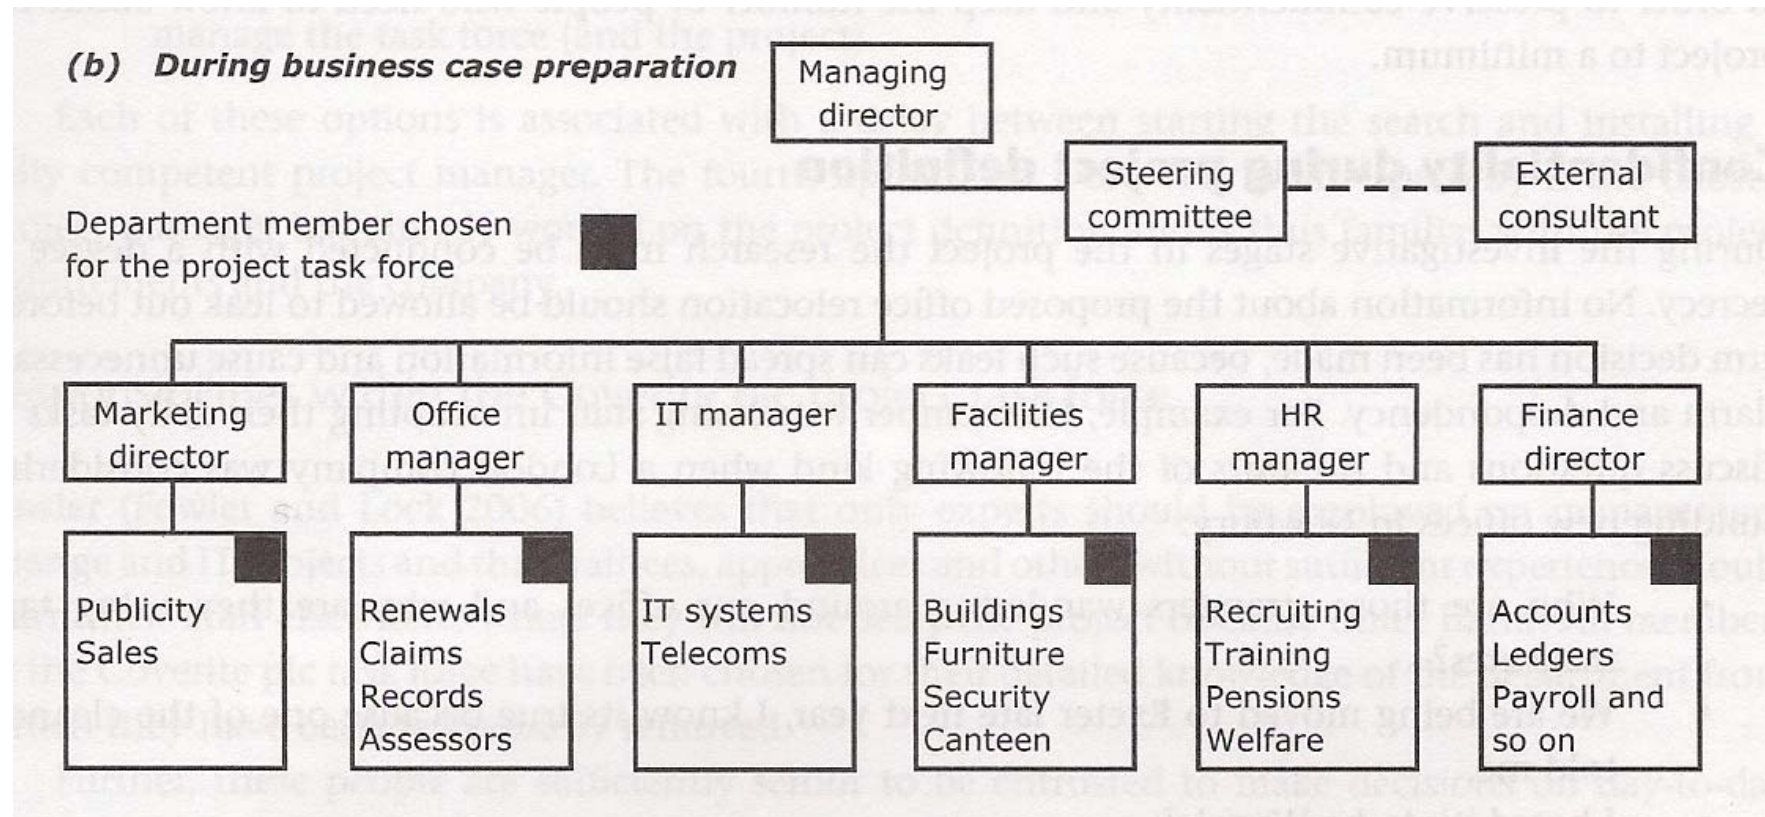 (b) During business case preparation
Managing
director
Steering
committee
External
consultant
Department member chosen
for the project task force
Marketing
director
Office
manager
IT manager
Facilities
manager
HR
manager
Finance
director
Publicity
Sales
Renewals
Claims
Records
Assessors
IT systems
Telecoms
Buildings
Furniture
Security
Canteen
Recruiting
Training
Pensions
Welfare
Accounts
Ledgers
Payroll and
so on